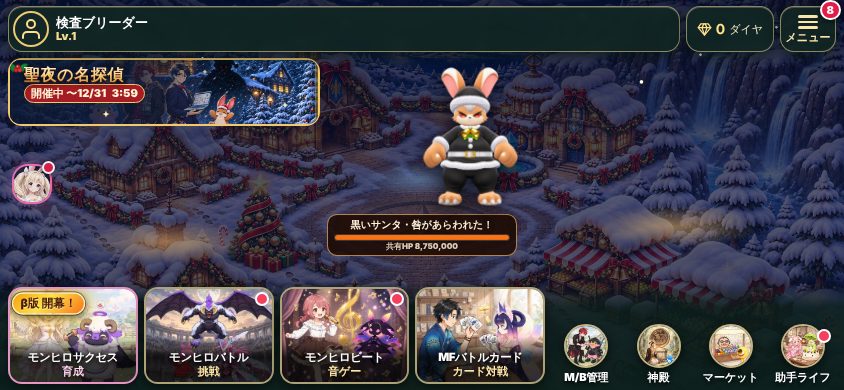 検査ブリーダー
Lv.1
0 ダイヤ
8
メニュー
聖夜の名探偵
開催中 〜12/31 3:59
黒いサンタ・咎があらわれた！
共有HP 8,750,000
β版 開幕！
モンヒロサクセス
育成
モンヒロバトル
挑戦
モンヒロビート
音ゲー
MFバトルカード
カード対戦
M/B管理
神殿
マーケット
助手ライフ